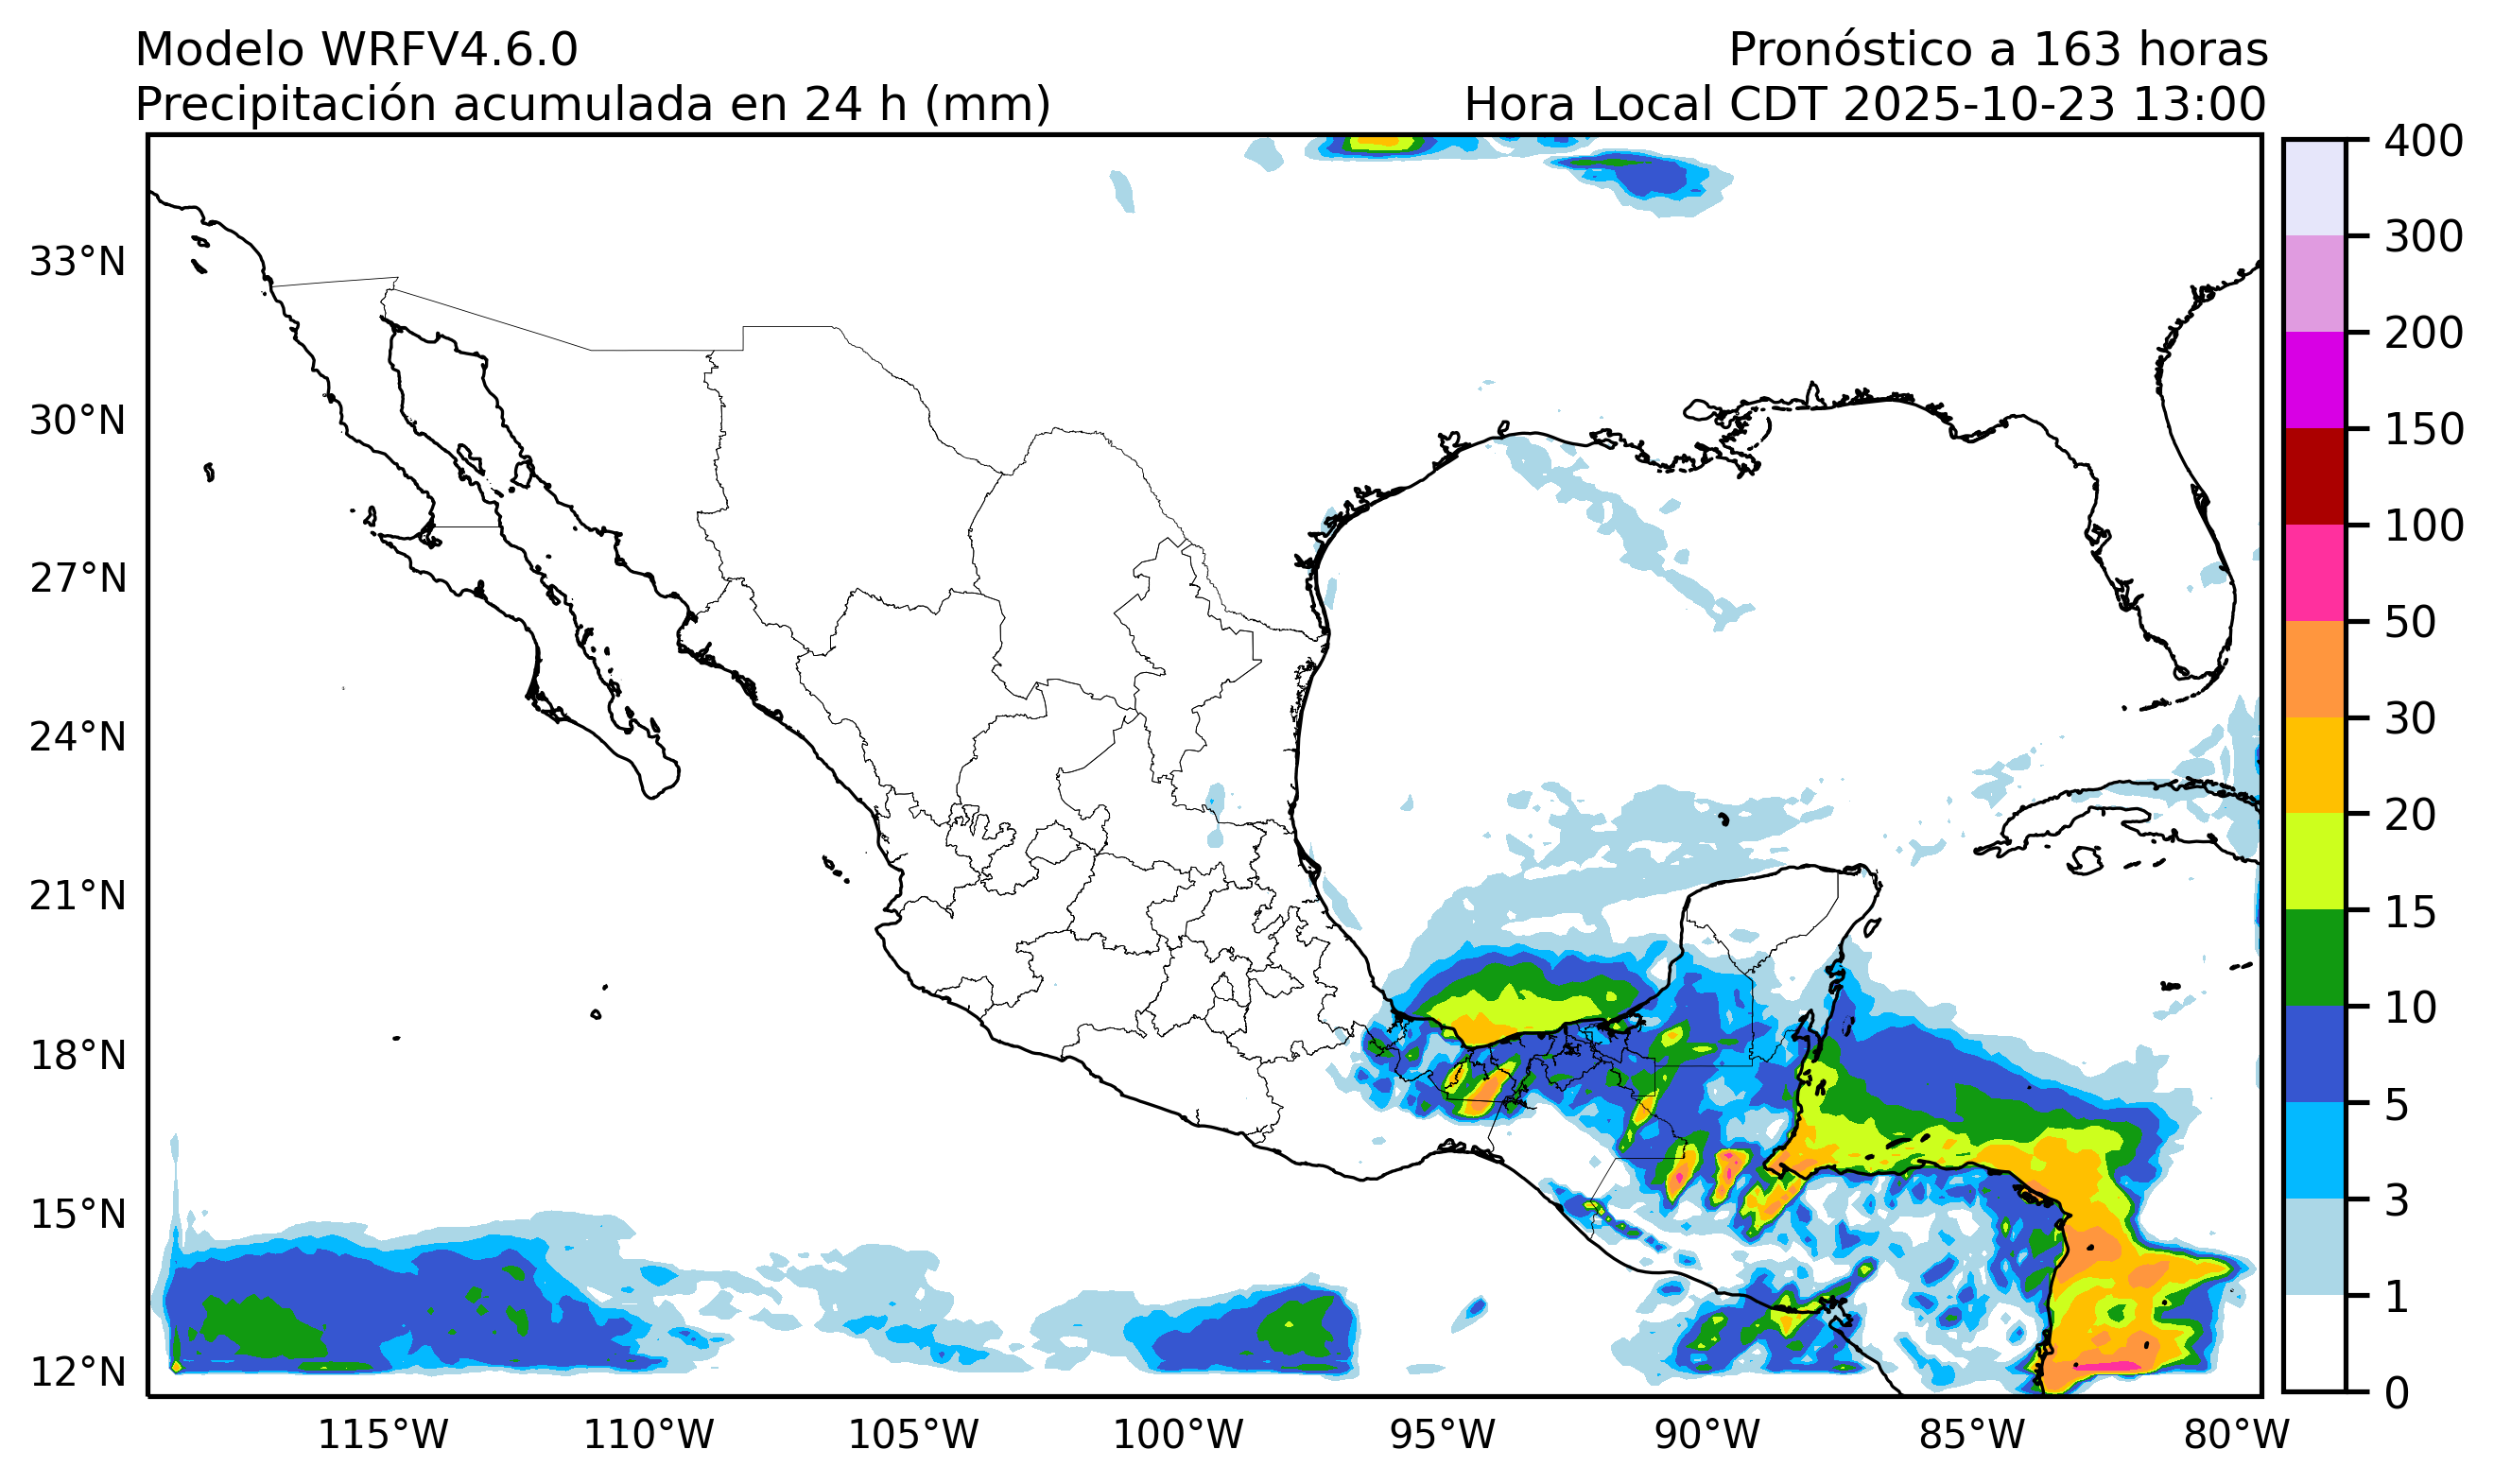 Modelo WRFV4.6.0
Pronóstico a 163 horas
Precipitación acumulada en 24 h (mm)
Hora Local CDT 2025-10-23 13:00
33°N
30°N
27°N
24°N
21°N
18°N
15°N
12°N
115°W
110°W
105°W
100°W
95°W
90°W
85°W
80°W
400
300
200
150
100
50
30
20
15
10
5
3
1
0